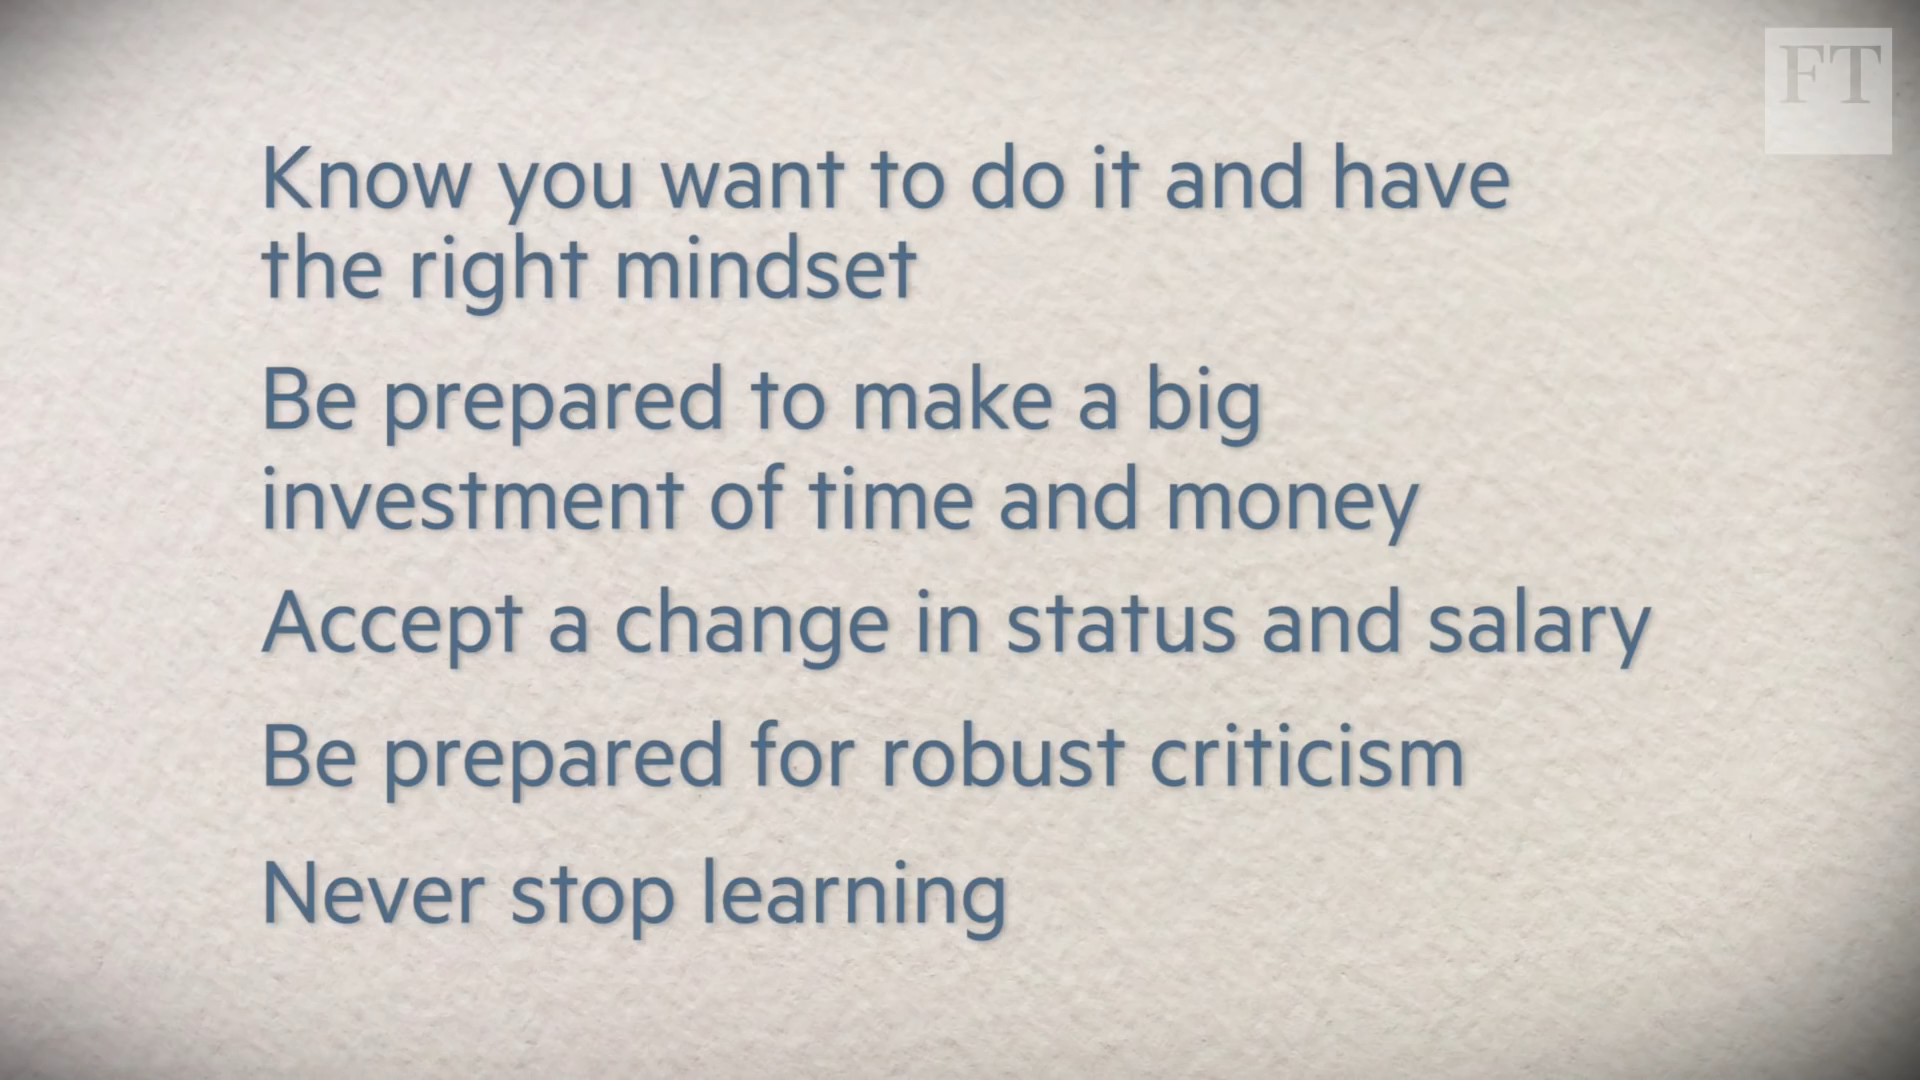 FT
Know you want to do it and have
the right mindset
Be prepared to make a big
investment of time and money
Accept a change in status and salary
Be prepared for robust criticism
Never stop learning